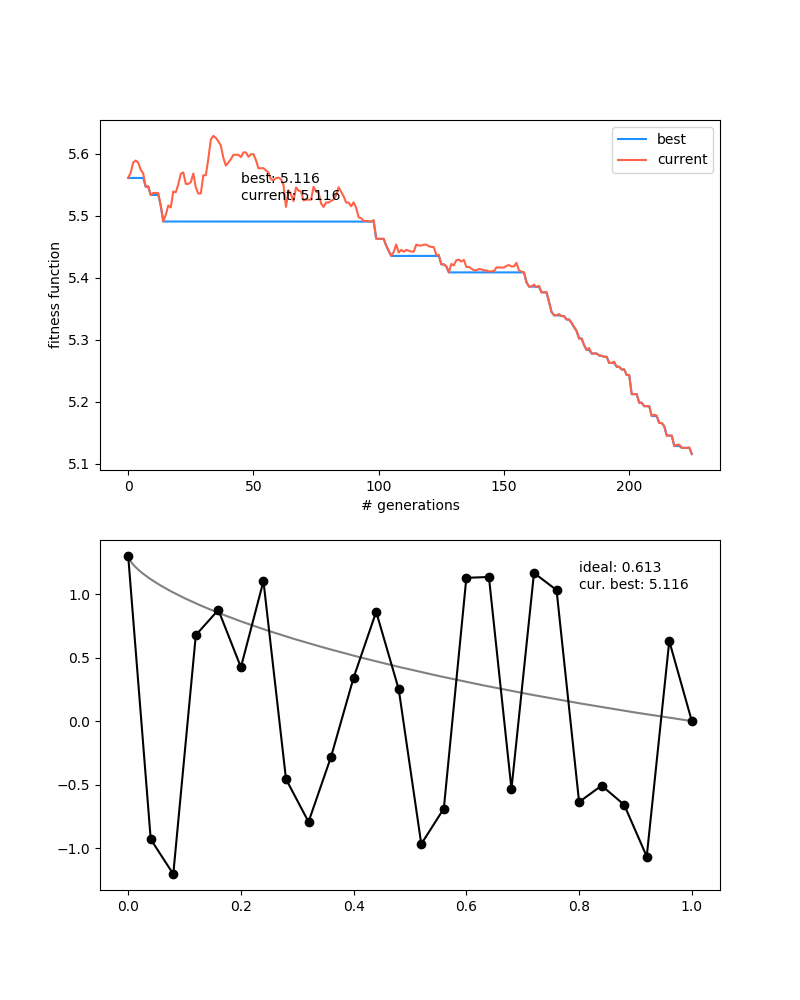 best
current
best: 5.116
current: 5.116
5.6
5.5
5.4
5.3
5.2
5.1
fitness function
0
50
100
150
200
# generations
ideal: 0.613
cur. best: 5.116
1.0
0.5
0.0
−0.5
−1.0
0.0
0.2
0.4
0.6
0.8
1.0